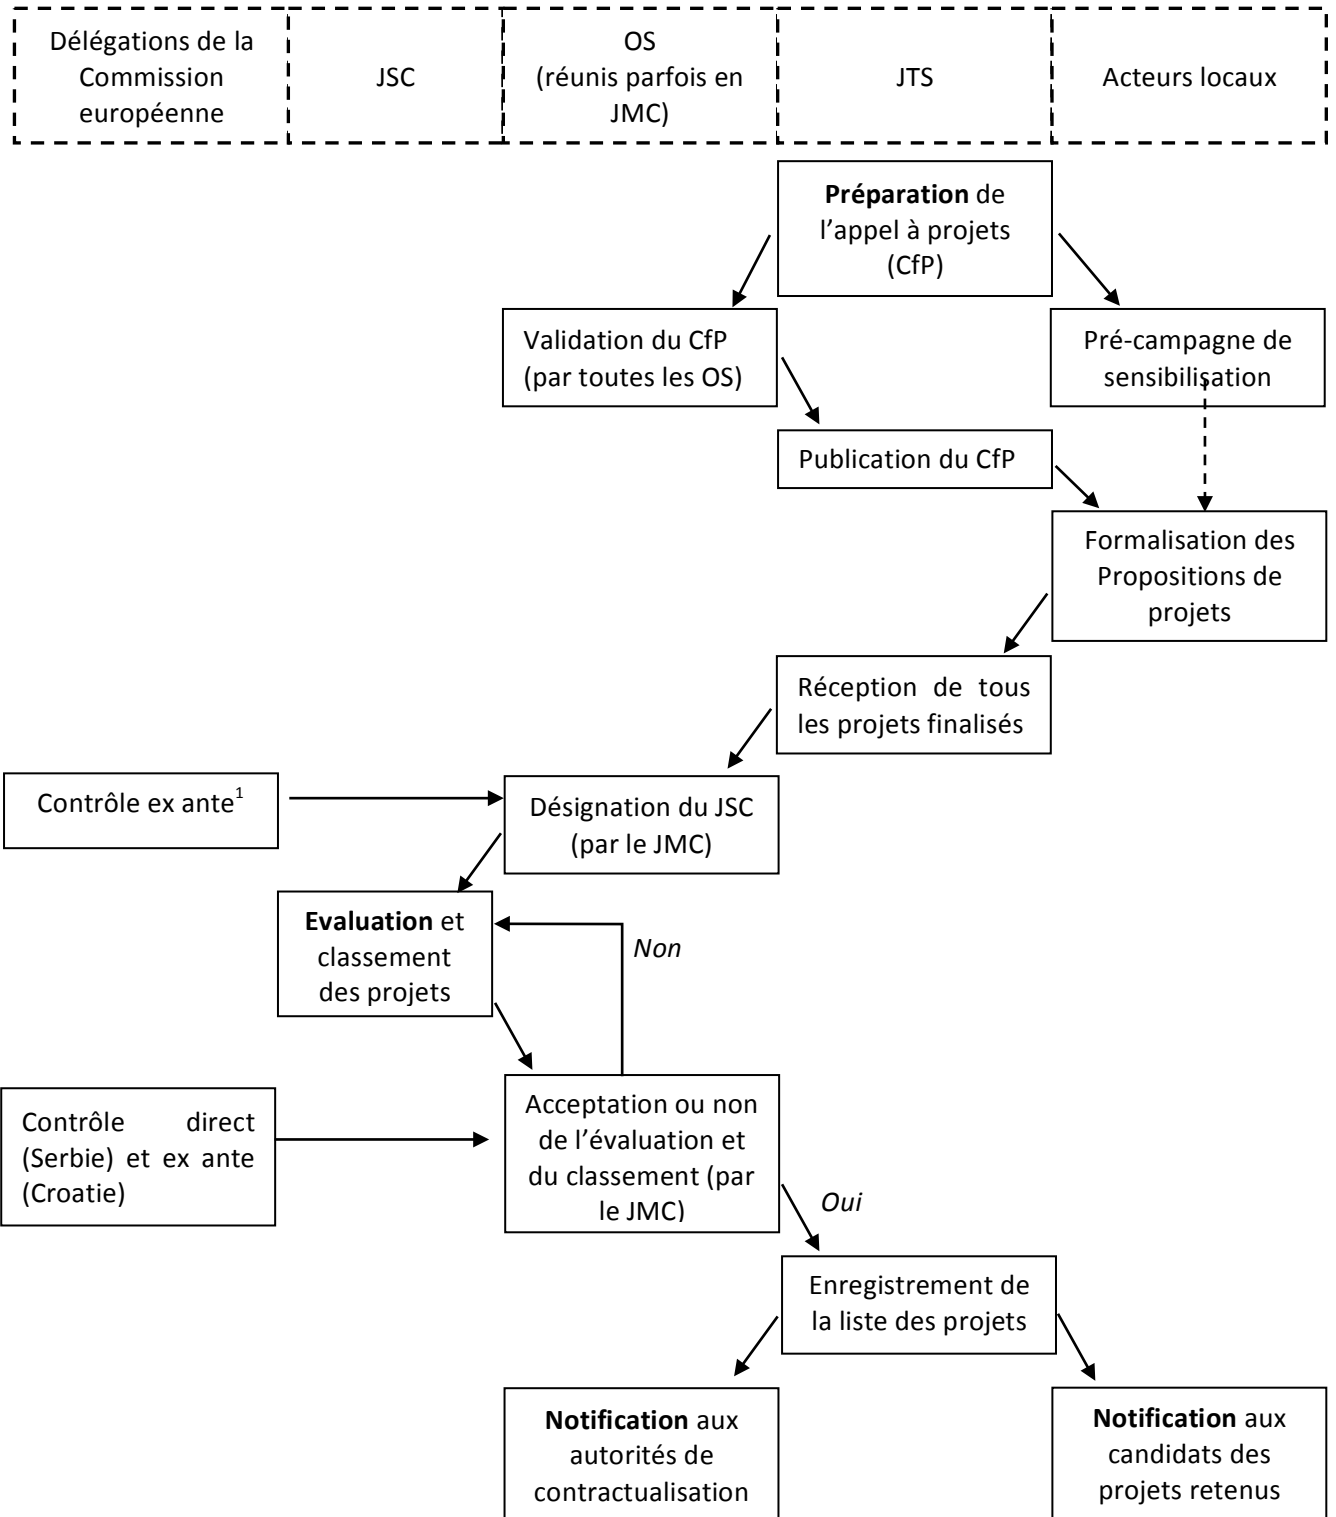 Délégations de la
Commission
européenne
JSC
OS
(réunis parfois en
JMC)
JTS
Acteurs locaux
Préparation de
l’appel à projets
(CfP)
Validation du CfP
(par toutes les OS)
Pré-campagne de
sensibilisation
Publication du CfP
Formalisation des
Propositions de
projets
Réception de tous
les projets finalisés
Contrôle ex ante¹
Désignation du JSC
(par le JMC)
Evaluation et
classement
des projets
Non
Contrôle direct
(Serbie) et ex ante
(Croatie)
Acceptation ou non
de l’évaluation et
du classement (par
le JMC)
Oui
Enregistrement de
la liste des projets
Notification aux
autorités de
contractualisation
Notification aux
candidats des
projets retenus